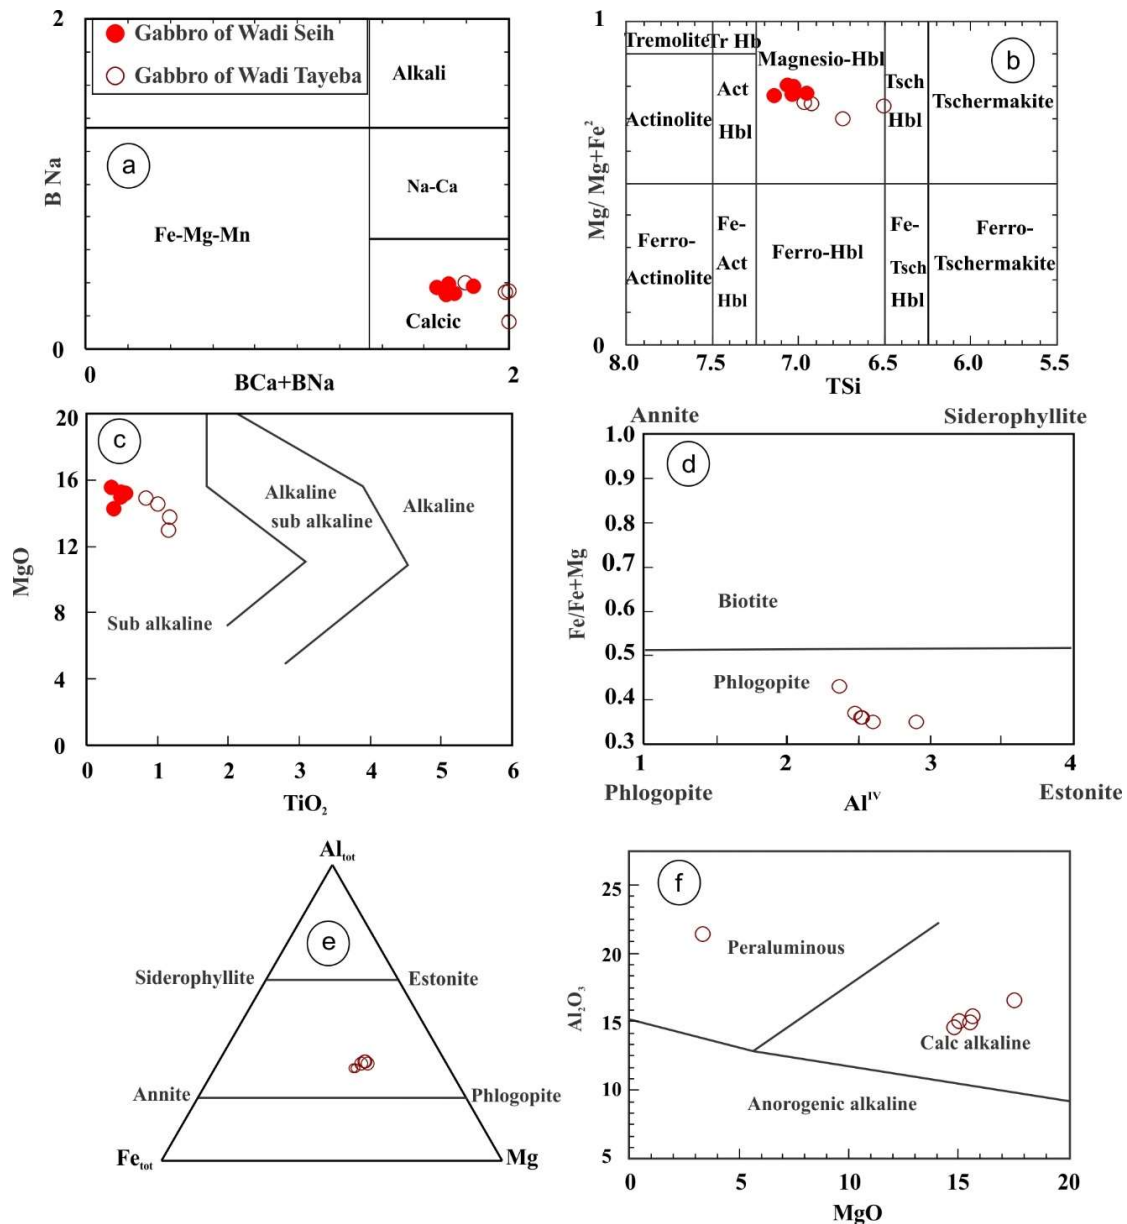 2
Gabbro of Wadi Seih
Gabbro of Wadi Tayeba
Alkali
a
B Na
Na-Ca
Fe-Mg-Mn
Calcic
0
0
2
BCa+BNa
1
Tremolite
Tr Hb
Magnesio-Hbl
b
Act
Hbl
Tsch
Hbl
Actinolite
Tschermakite
Mg/ Mg+Fe²
Ferro-
Actinolite
Fe-
Act
Hbl
Ferro-Hbl
Fe-
Tsch
Hbl
Ferro-
Tschermakite
0
8.0 7.5 7.0 6.5 6.0 5.5
TSi
20
16
12
8
4
0
c
MgO
Alkaline
sub alkaline
Alkaline
Sub alkaline
0 1 2 3 4 5 6
TiO₂
Annite Siderophyllite
1.0
0.9
0.8
0.7
0.6
0.5
0.4
0.3
d
Fe/Fe+Mg
Biotite
Phlogopite
1 2 3 4
Phlogopite Al^IV Estonite
Al_tot
e
Siderophyllite Estonite
Annite Phlogopite
Fe_tot Mg
25
20
15
10
5
f
Al₂O₃
Peraluminous
Calc alkaline
Anorogenic alkaline
0 5 10 15 20
MgO